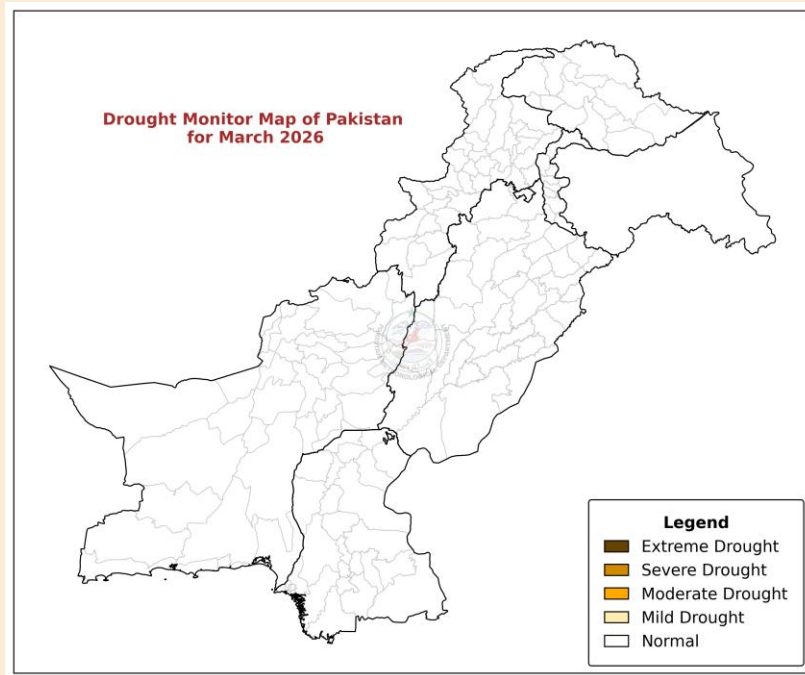 Drought Monitor Map of Pakistan
for March 2026
Legend
Extreme Drought
Severe Drought
Moderate Drought
Mild Drought
Normal